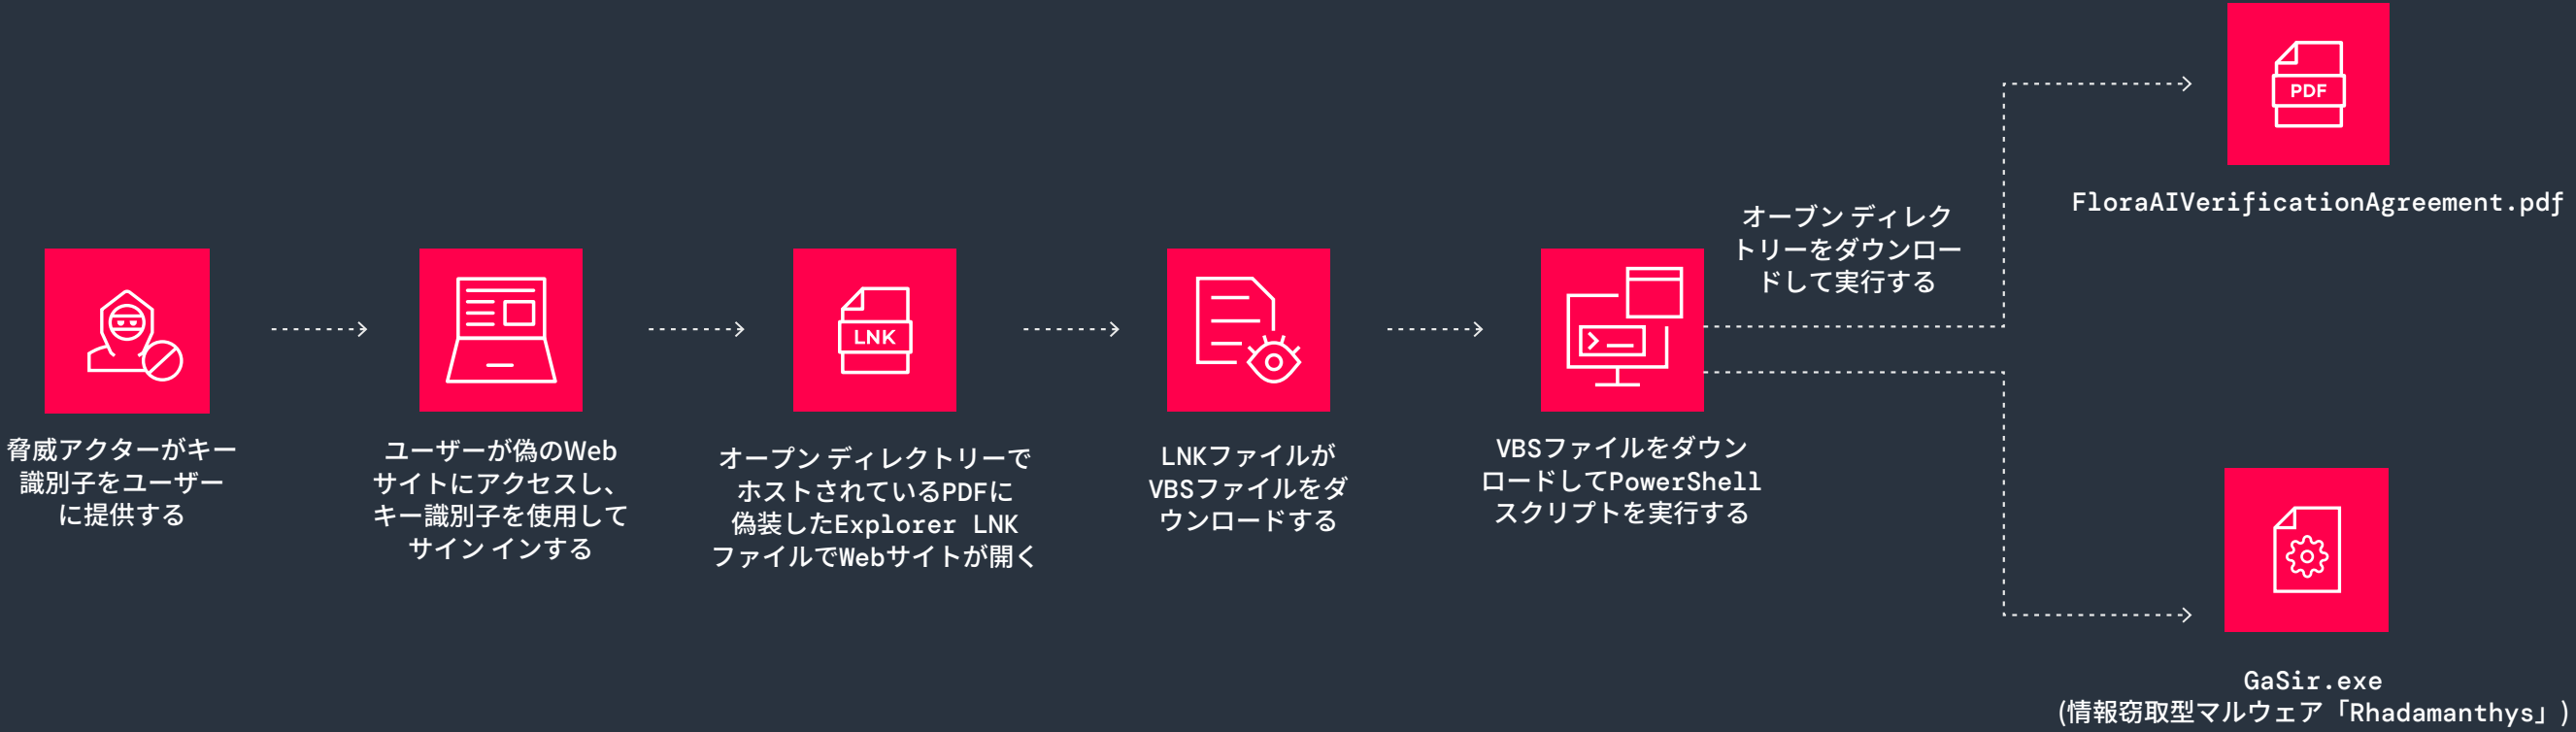 脅威アクターがキー
識別子をユーザー
に提供する
ユーザーが偽のWeb
サイトにアクセスし、
キー識別子を使用して
サイン インする
LNK
オープン ディレクトリーで
ホストされているPDFに
偽装したExplorer LNK
ファイルでWebサイトが開く
LNKファイルが
VBSファイルをダ
ウンロードする
VBSファイルをダウン
ロードしてPowerShell
スクリプトを実行する
オーブン ディレク
トリーをダウンロー
ドして実行する
PDF
FloraAIVerificationAgreement.pdf
GaSir.exe
(情報窃取型マルウェア「Rhadamanthys」)